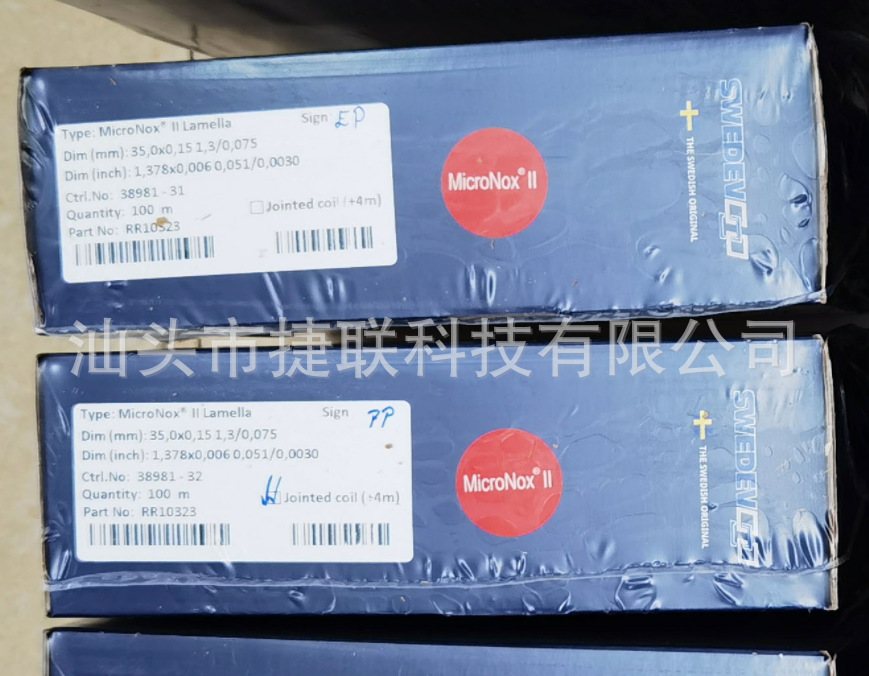 Type: MicroNox® II Lamella
Sign EP
Dim (mm): 35,0x0,15 1,3/0,075
Dim (inch): 1,378x0,006 0,051/0,0030
Ctrl.No: 38981 - 31
Quantity: 100 m
Jointed coil (+4m)
Part No: RR10323
MicroNox® II
SWEDEV
THE SWEDISH ORIGINAL
汕头市捷联科技有限公司
Type: MicroNox® II Lamella
Sign PP
Dim (mm): 35,0x0,15 1,3/0,075
Dim (inch): 1,378x0,006 0,051/0,0030
Ctrl.No: 38981 - 32
Quantity: 100 m
Jointed coil (+4m)
Part No: RR10323
MicroNox® II
SWEDEV
THE SWEDISH ORIGINAL